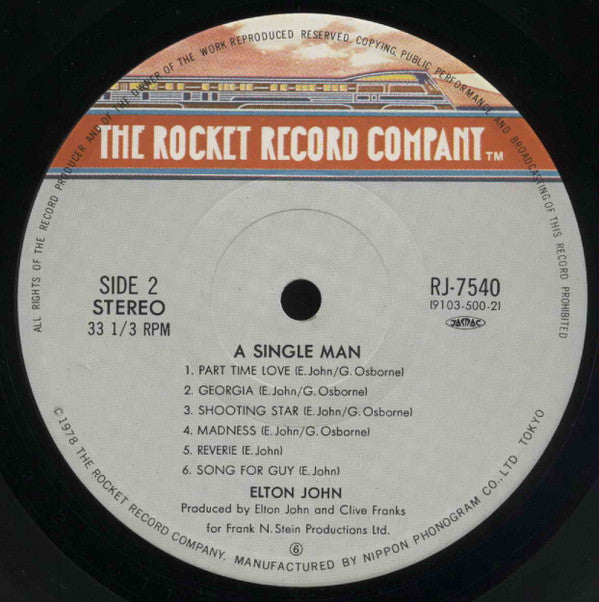 ALL RIGHTS OF THE RECORD PRODUCER AND OF THE OWNER OF THE WORK REPRODUCED RESERVED. COPYING, PUBLIC PERFORMANCE AND BROADCASTING OF THIS RECORD PROHIBITED
THE ROCKET RECORD COMPANY TM
SIDE 2
STEREO
33 1/3 RPM
RJ-7540
(9103-500-2)
JASRAC
A SINGLE MAN
1. PART TIME LOVE (E. John/G. Osborne)
2. GEORGIA (E. John/G. Osborne)
3. SHOOTING STAR (E. John/G. Osborne)
4. MADNESS (E. John/G. Osborne)
5. REVERIE (E. John)
6. SONG FOR GUY (E. John)
ELTON JOHN
Produced by Elton John and Clive Franks
for Frank N. Stein Productions Ltd.
⑥
©1978 THE ROCKET RECORD COMPANY. MANUFACTURED BY NIPPON PHONOGRAM CO., LTD. TOKYO